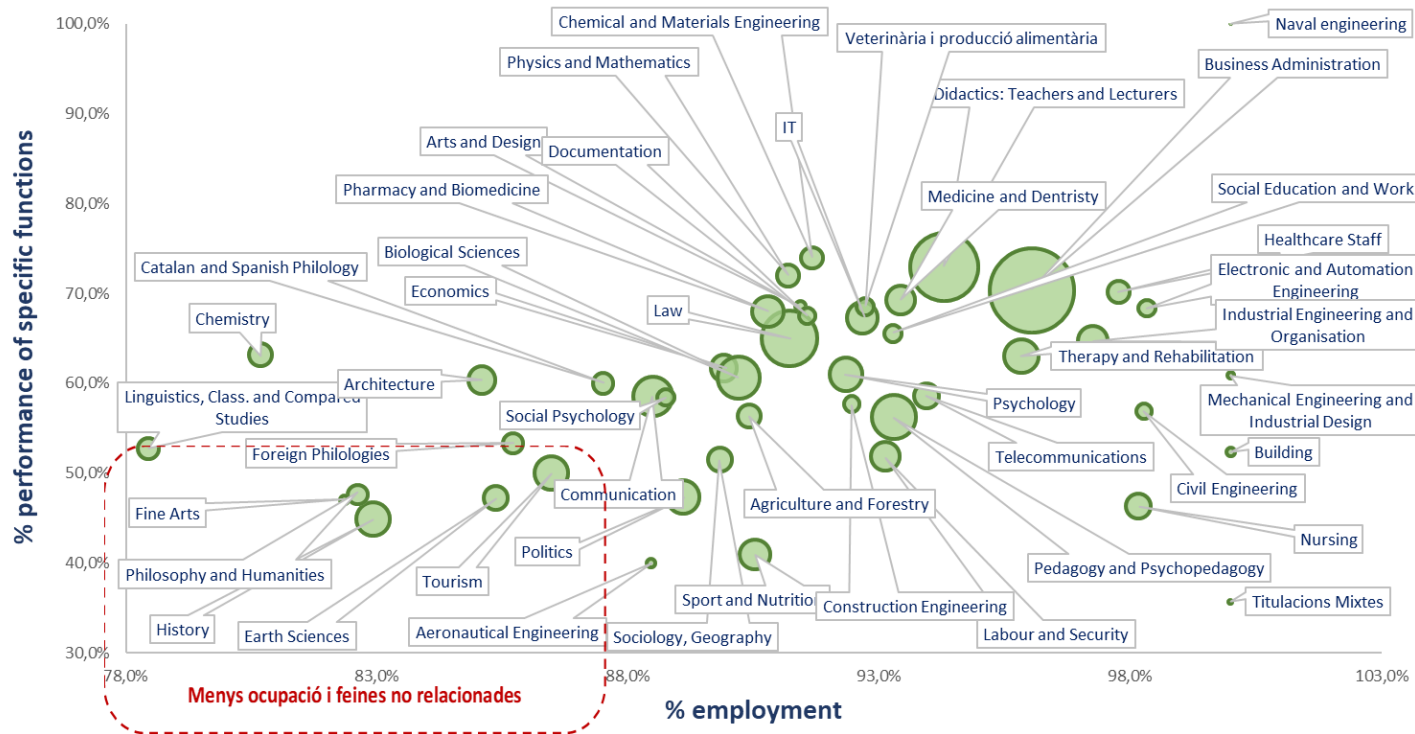 % performance of specific functions
100,0%
90,0%
80,0%
70,0%
60,0%
50,0%
40,0%
30,0%
Chemical and Materials Engineering
Naval engineering
Veterinària i producció alimentària
Physics and Mathematics
Business Administration
Didactics: Teachers and Lecturers
IT
Arts and Design
Documentation
Pharmacy and Biomedicine
Medicine and Dentristy
Social Education and Work
Biological Sciences
Healthcare Staff
Catalan and Spanish Philology
Electronic and Automation
Engineering
Economics
Law
Chemistry
Industrial Engineering and
Organisation
Therapy and Rehabilitation
Architecture
Linguistics, Class. and Compared
Studies
Social Psychology
Psychology
Mechanical Engineering and
Industrial Design
Foreign Philologies
Telecommunications
Building
Communication
Agriculture and Forestry
Civil Engineering
Fine Arts
Politics
Nursing
Philosophy and Humanities
Tourism
Pedagogy and Psychopedagogy
Sport and Nutrition
Construction Engineering
Titulacions Mixtes
History
Earth Sciences
Aeronautical Engineering
Sociology, Geography
Labour and Security
78,0%
83,0%
88,0%
93,0%
98,0%
103,0%
Menys ocupació i feines no relacionades
% employment